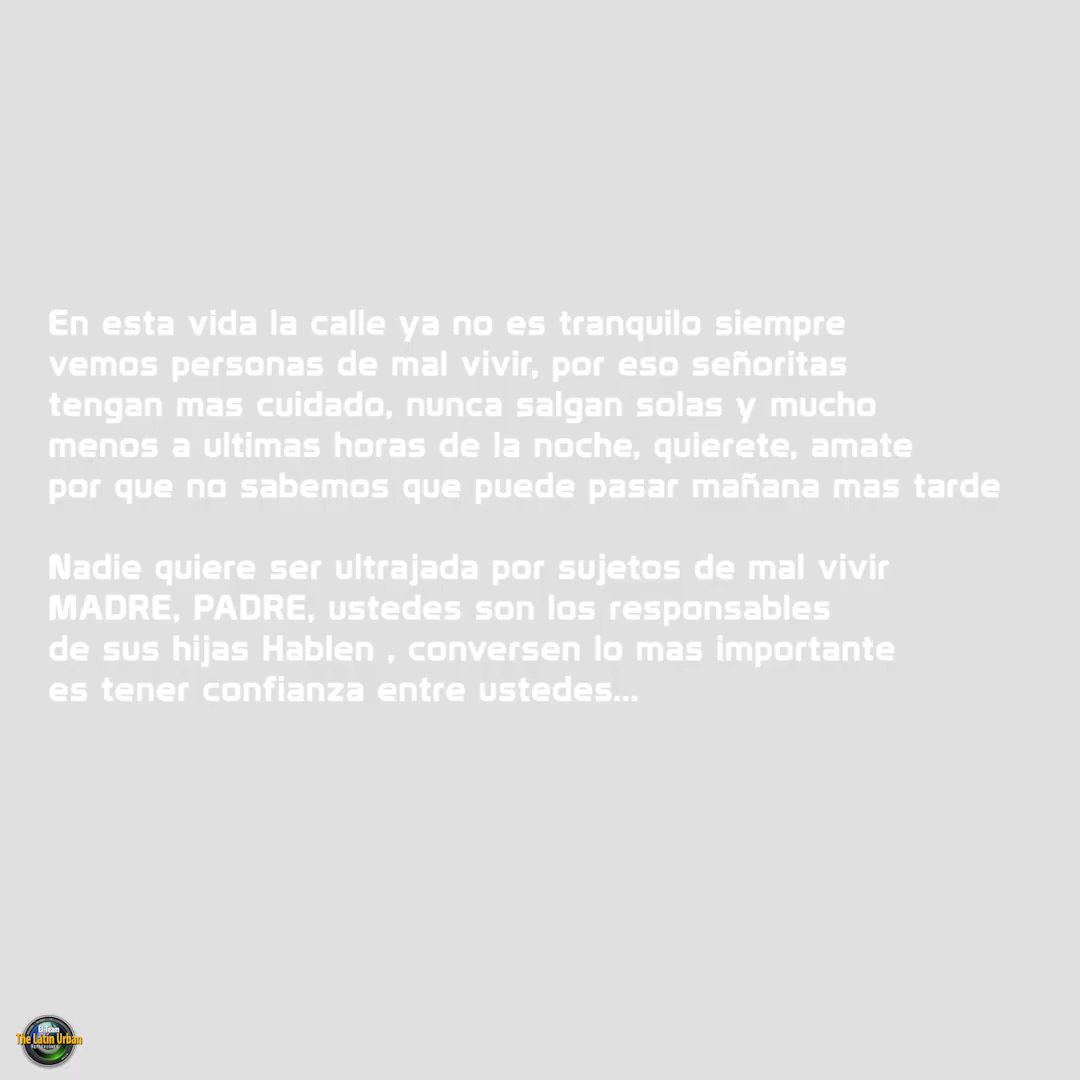 En esta vida la calle ya no es tranquilo siempre
vemos personas de mal vivir, por eso señoritas
tengan mas cuidado, nunca salgan solas y mucho
menos a ultimas horas de la noche, quierete, amate
por que no sabemos que puede pasar mañana mas tarde
Nadie quiere ser ultrajada por sujetos de mal vivir
MADRE, PADRE, ustedes son los responsables
de sus hijas Hablen , conversen lo mas importante
es tener confianza entre ustedes...
El Team
The Latin Urban